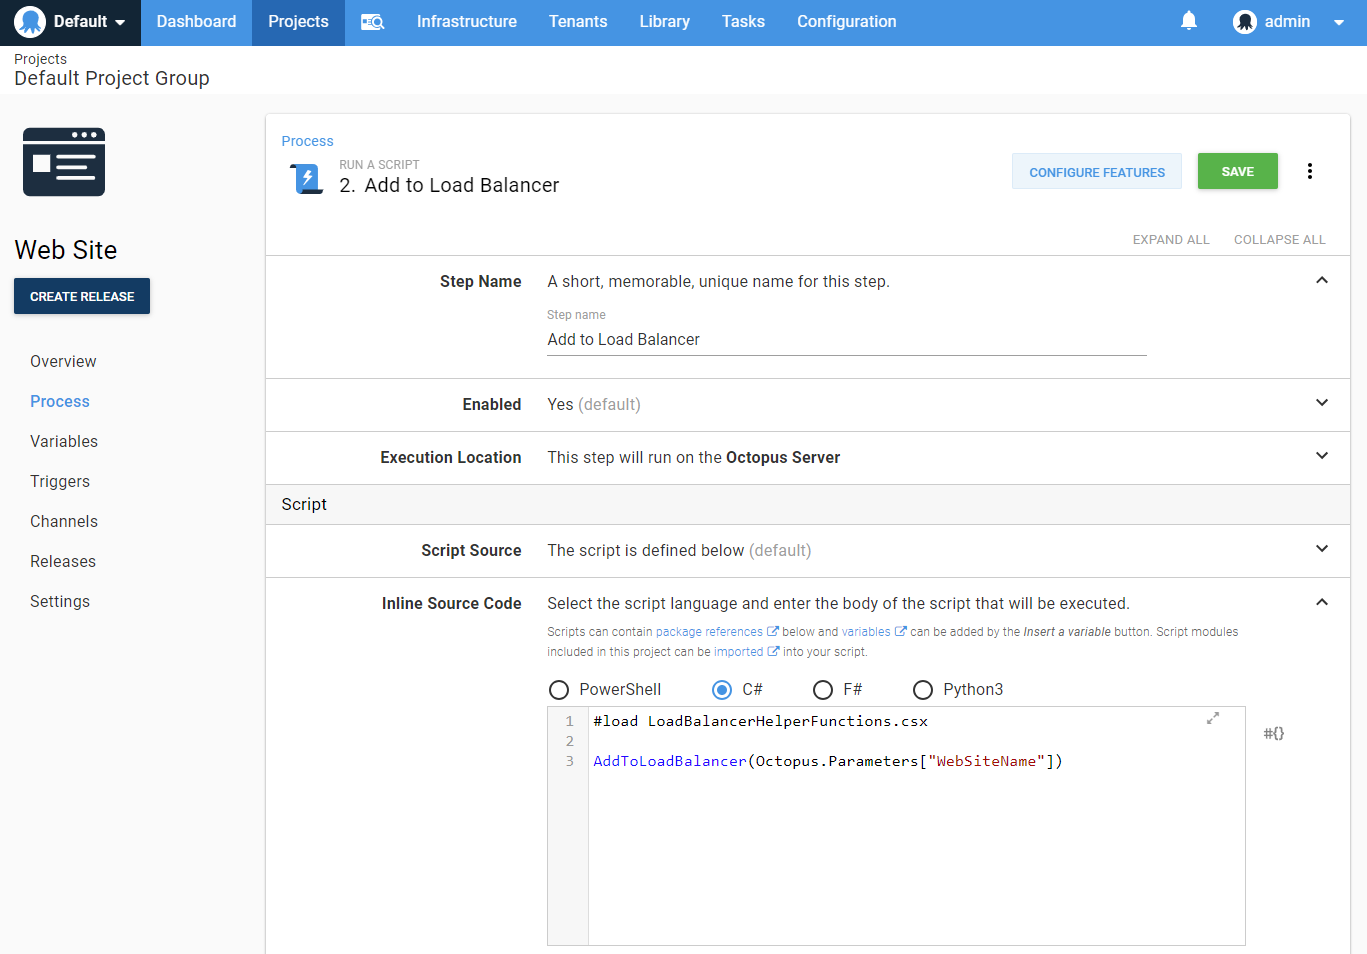 Default Dashboard Projects Infrastructure Tenants Library Tasks Configuration admin
Projects
Default Project Group
Web Site
CREATE RELEASE
Overview
Process
Variables
Triggers
Channels
Releases
Settings
Process
RUN A SCRIPT
2. Add to Load Balancer
CONFIGURE FEATURES SAVE
EXPAND ALL COLLAPSE ALL
Step Name A short, memorable, unique name for this step.
Step name
Add to Load Balancer
Enabled Yes (default)
Execution Location This step will run on the Octopus Server
Script
Script Source The script is defined below (default)
Inline Source Code Select the script language and enter the body of the script that will be executed.
Scripts can contain package references below and variables can be added by the Insert a variable button. Script modules
included in this project can be imported into your script.
PowerShell C# F# Python3
1 #load LoadBalancerHelperFunctions.csx
2
3 AddToLoadBalancer(Octopus.Parameters["WebSiteName"])
#{}